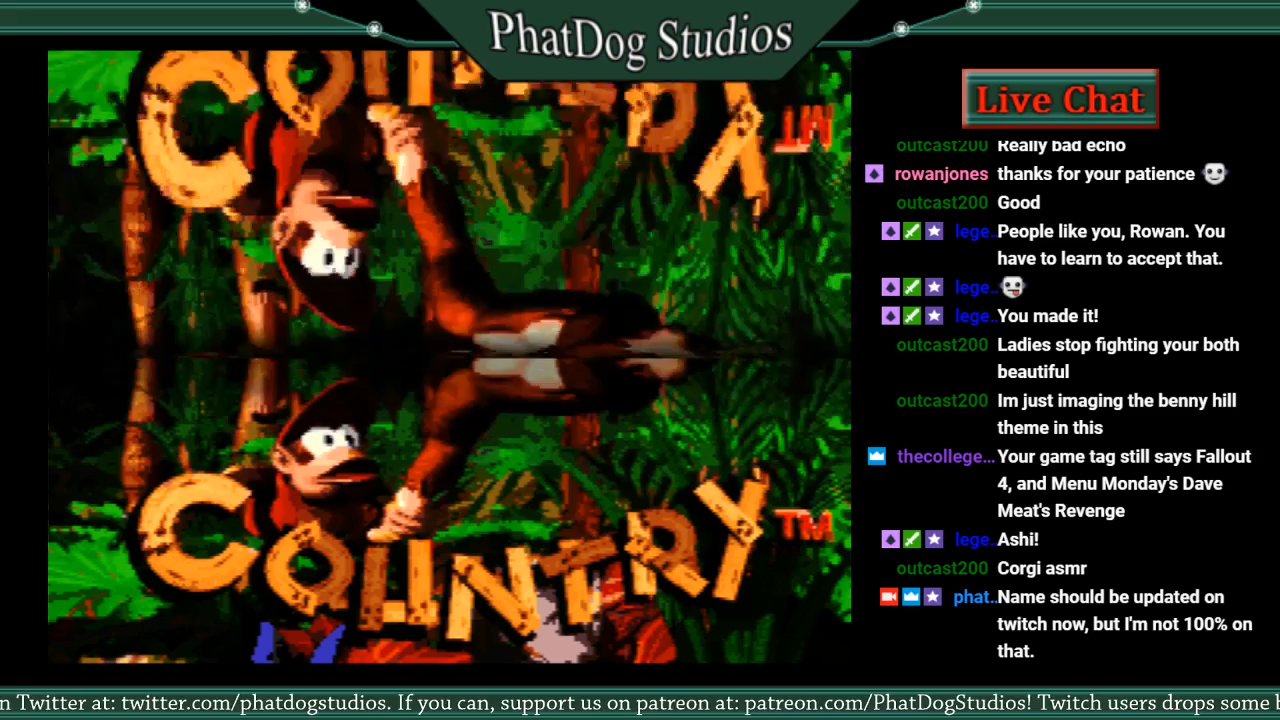 PhatDog Studios
COUNTRY
TM
COUNTRY
TM
Live Chat
outcast200 Really bad echo
rowanjones thanks for your patience
outcast200 Good
lege.. People like you, Rowan. You
have to learn to accept that.
lege..
lege.. You made it!
outcast200 Ladies stop fighting your both
beautiful
outcast200 Im just imaging the benny hill
theme in this
thecollege... Your game tag still says Fallout
4, and Menu Monday's Dave
Meat's Revenge
lege.. Ashi!
outcast200 Corgi asmr
phat.. Name should be updated on
twitch now, but I'm not 100% on
that.
n Twitter at: twitter.com/phatdogstudios. If you can, support us on patreon at: patreon.com/PhatDogStudios! Twitch users drops some